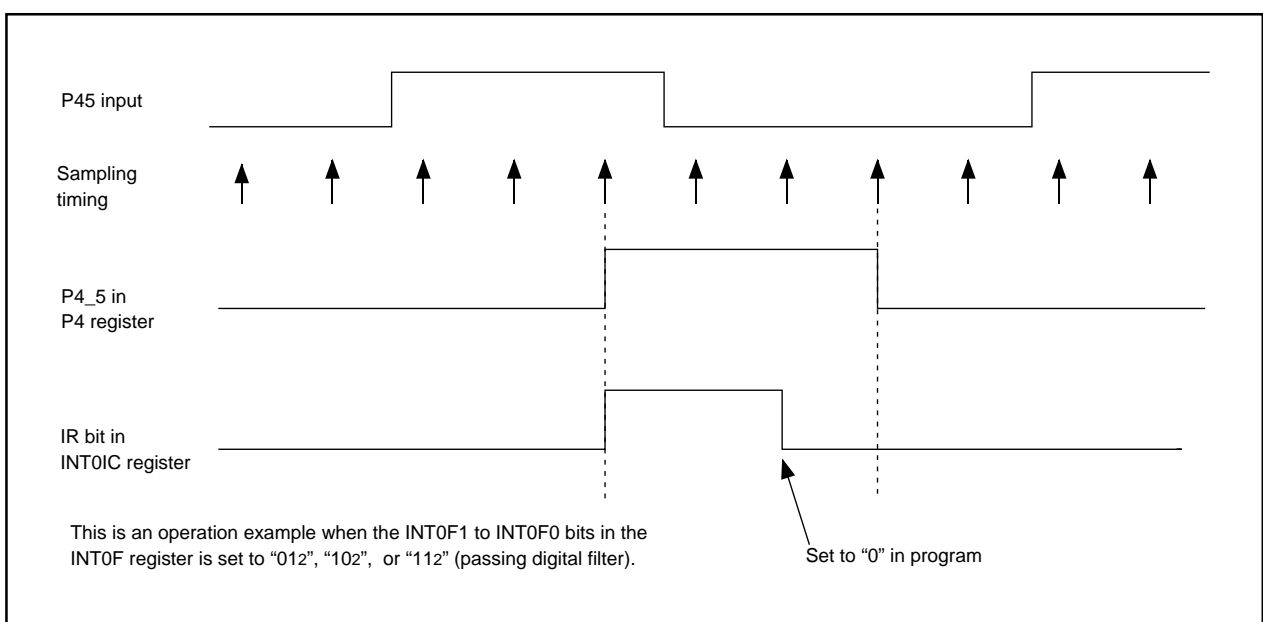 P45 input
Sampling
timing
P4_5 in
P4 register
IR bit in
INT0IC register
This is an operation example when the INT0F1 to INT0F0 bits in the
INT0F register is set to “012”, “102”, or “112” (passing digital filter).
Set to “0” in program